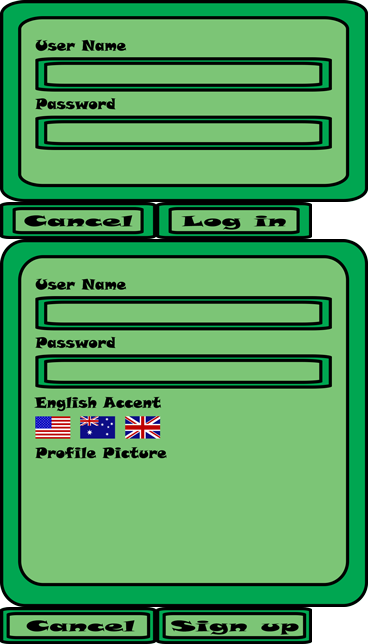 User Name
Password
Cancel Log in
User Name
Password
English Accent
Profile Picture
Cancel Sign up